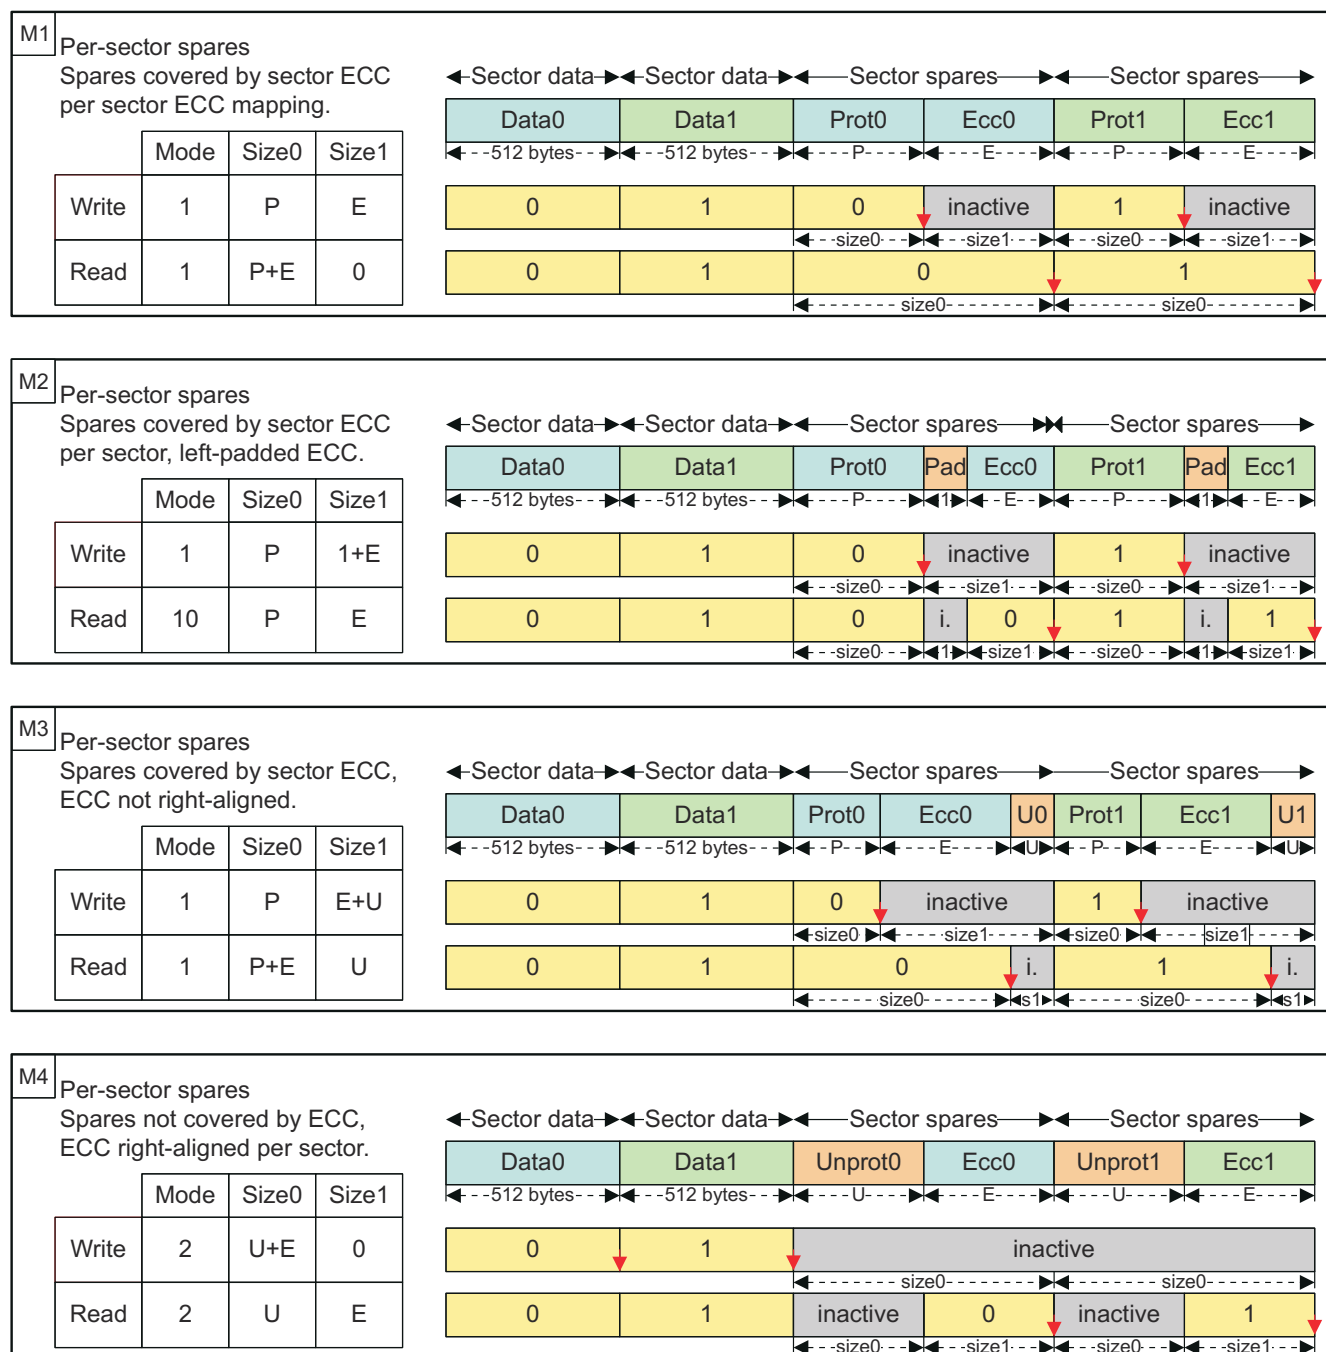 M1
Per-sector spares
Spares covered by sector ECC
per sector ECC mapping.
Mode Size0 Size1
Write 1 P E
Read 1 P+E 0
Sector data Sector data Sector spares Sector spares
Data0 Data1 Prot0 Ecc0 Prot1 Ecc1
512 bytes 512 bytes P E P E
0 1 0 inactive 1 inactive
size0 size1 size0 size1
0 1 0 1
size0 size0
M2
Per-sector spares
Spares covered by sector ECC
per sector, left-padded ECC.
Mode Size0 Size1
Write 1 P 1+E
Read 10 P E
Sector data Sector data Sector spares Sector spares
Data0 Data1 Prot0 Pad Ecc0 Prot1 Pad Ecc1
512 bytes 512 bytes P 1 E P 1 E
0 1 0 inactive 1 inactive
size0 size1 size0 size1
0 1 0 i. 0 1 i. 1
size0 1 size1 size0 1 size1
M3
Per-sector spares
Spares covered by sector ECC,
ECC not right-aligned.
Mode Size0 Size1
Write 1 P E+U
Read 1 P+E U
Sector data Sector data Sector spares Sector spares
Data0 Data1 Prot0 Ecc0 U0 Prot1 Ecc1 U1
512 bytes 512 bytes P E U P E U
0 1 0 inactive 1 inactive
size0 size1 size0 size1
0 1 0 i. 1 i.
size0 s1 size0 s1
M4
Per-sector spares
Spares not covered by ECC,
ECC right-aligned per sector.
Mode Size0 Size1
Write 2 U+E 0
Read 2 U E
Sector data Sector data Sector spares Sector spares
Data0 Data1 Unprot0 Ecc0 Unprot1 Ecc1
512 bytes 512 bytes U E U E
0 1 inactive
size0 size0
0 1 inactive 0 inactive 1
size0 size1 size0 size1